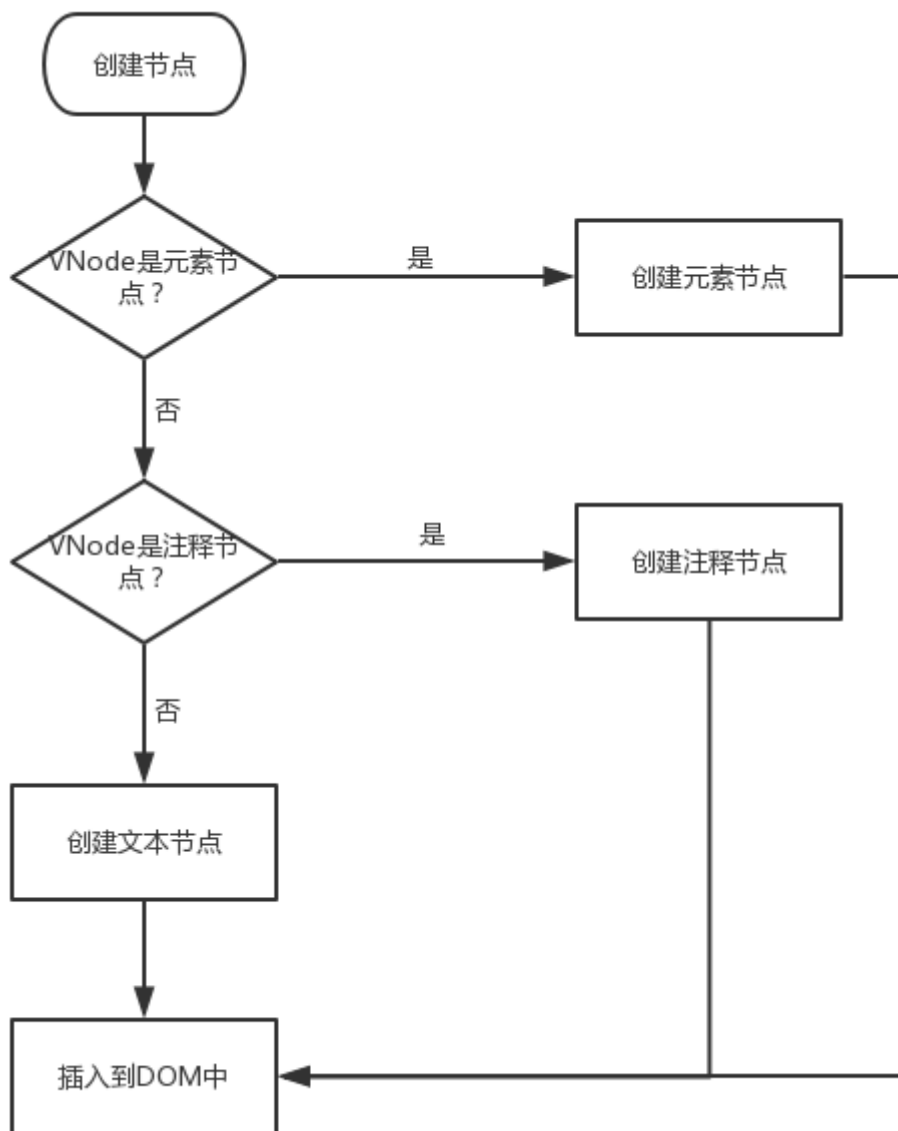 创建节点
VNode是元素节
点？
是
创建元素节点
否
VNode是注释节
点？
是
创建注释节点
否
创建文本节点
插入到DOM中